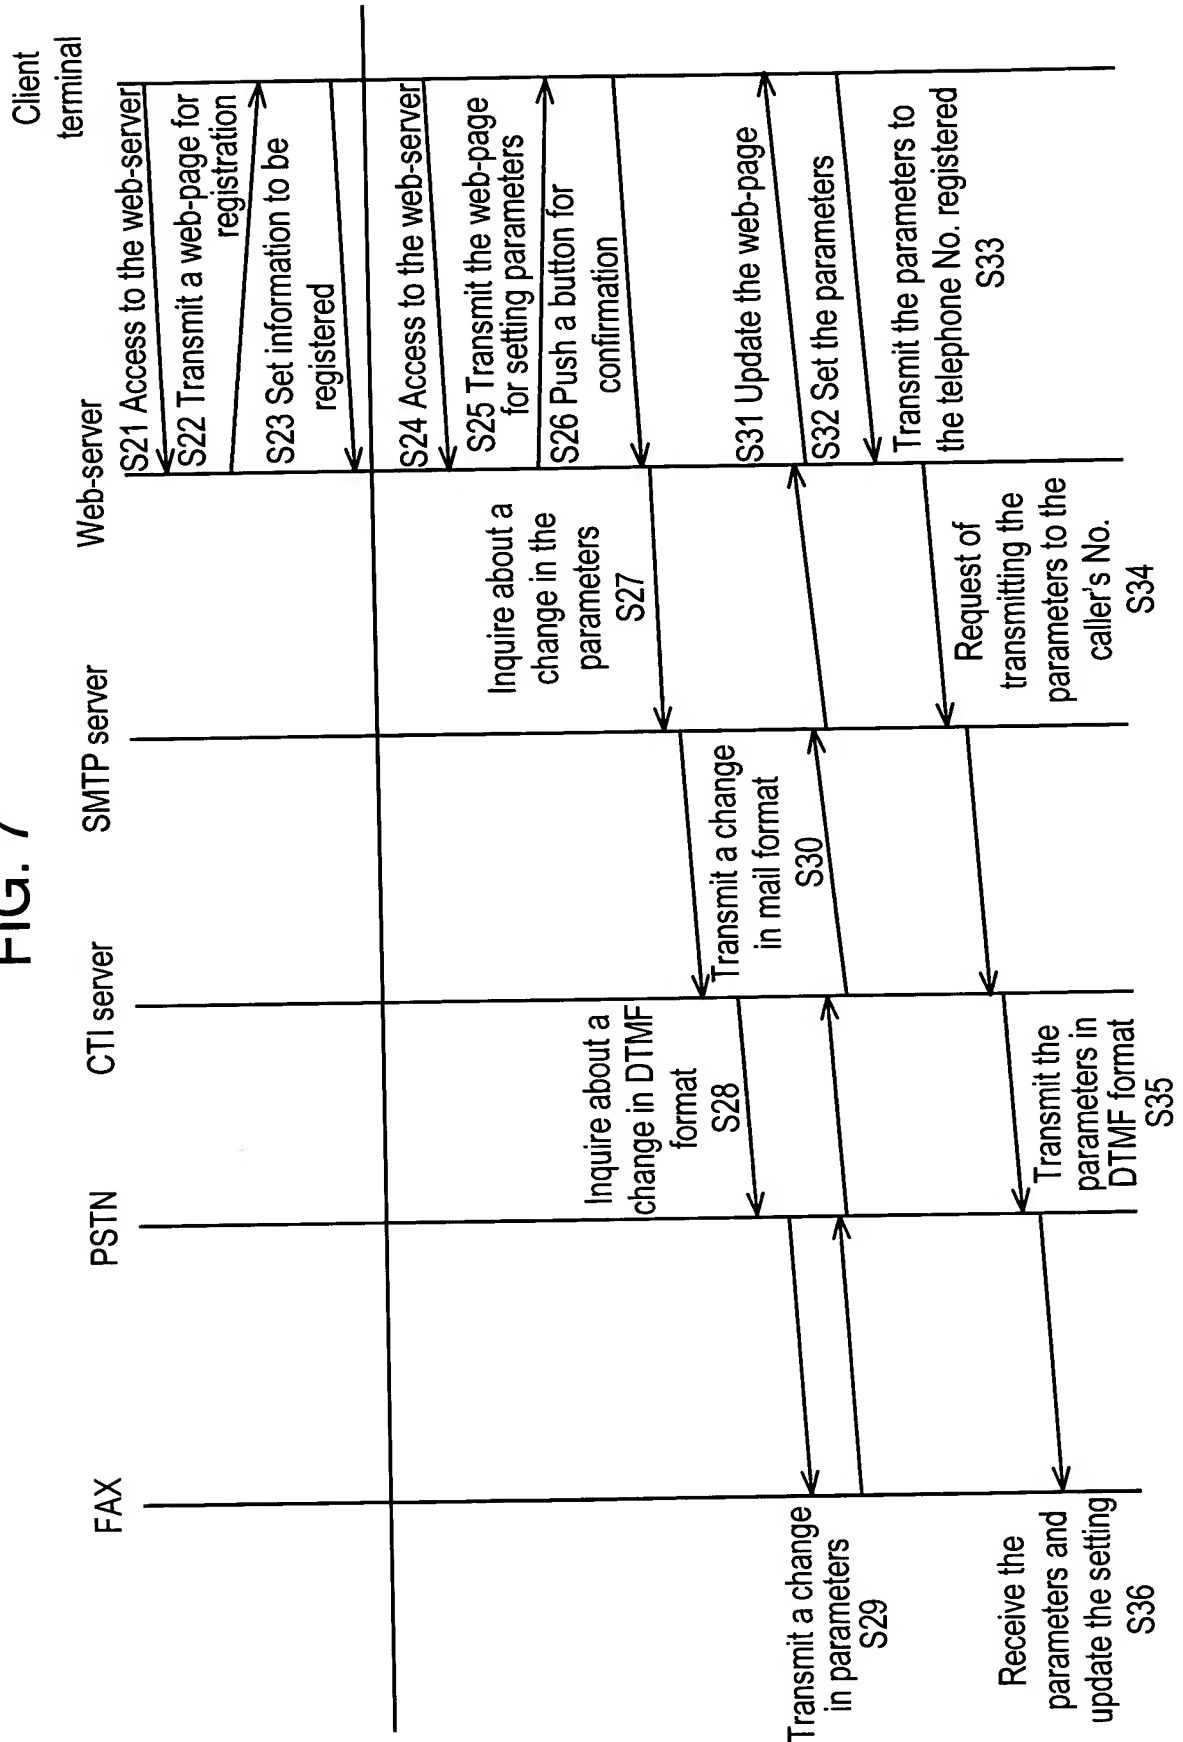 FIG. 7
FAX
PSTN
CTI server
SMTP server
Web-server
Client
terminal
S21 Access to the web-server
S22 Transmit a web-page for
registration
S23 Set information to be
registered
S24 Access to the web-server
S25 Transmit the web-page
for setting parameters
S26 Push a button for
confirmation
Inquire about a
change in the
parameters
S27
Inquire about a
change in DTMF
format
S28
Transmit a change
in parameters
S29
Transmit a change
in mail format
S30
S31 Update the web-page
S32 Set the parameters
Transmit the parameters to
the telephone No. registered
S33
Request of
transmitting the
parameters to the
caller's No.
S34
Transmit the
parameters in
DTMF format
S35
Receive the
parameters and
update the setting
S36